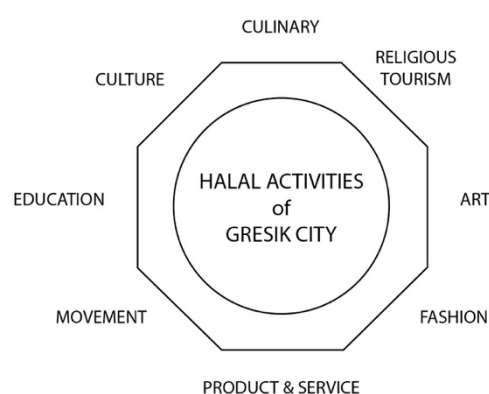 CULINARY
RELIGIOUS
TOURISM
CULTURE
HALAL ACTIVITIES
of
GRESIK CITY
EDUCATION
ART
MOVEMENT
FASHION
PRODUCT & SERVICE